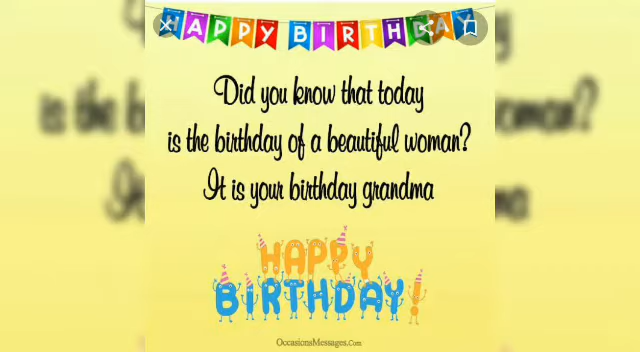 HAPPY BIRTHDAY
Did you know that today
is the birthday of a beautiful woman?
It is your birthday grandma
HAPPY
BIRTHDAY!
OccasionsMessages.Com